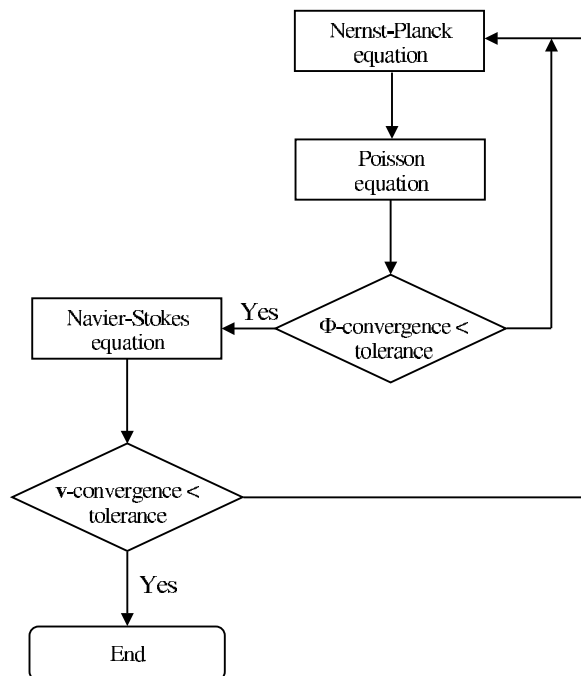 Nernst-Planck
equation
Poisson
equation
Φ-convergence <
tolerance
Yes
Navier-Stokes
equation
v-convergence <
tolerance
Yes
End